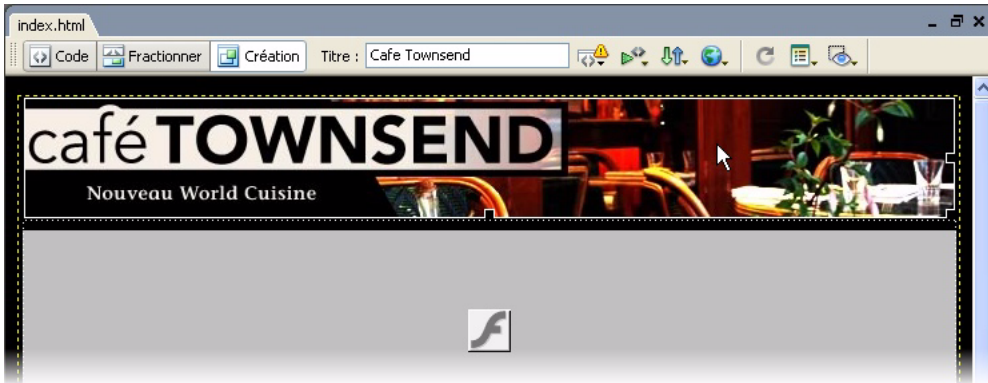 index.html
Code Fractionner Création Titre : Cafe Townsend
café TOWNSEND
Nouveau World Cuisine